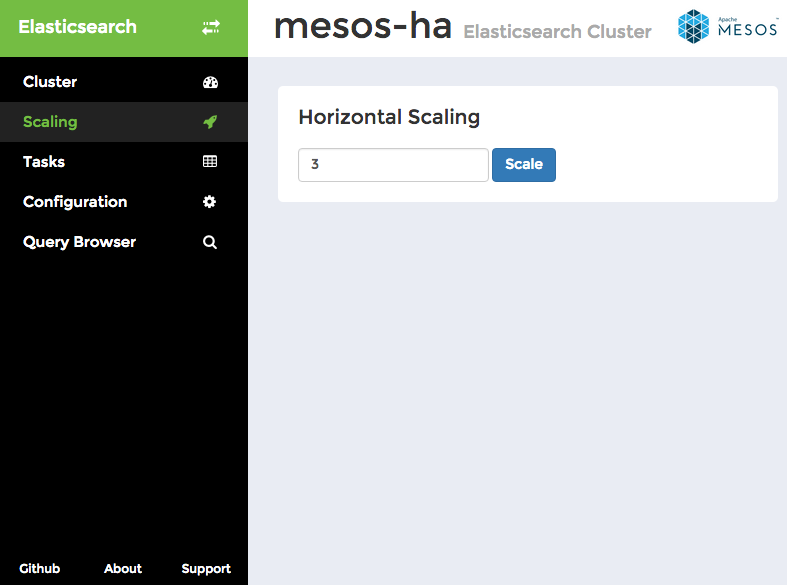 Elasticsearch
mesos-ha Elasticsearch Cluster
Apache
MESOS
Cluster
Scaling
Tasks
Configuration
Query Browser
Horizontal Scaling
3 Scale
Github About Support